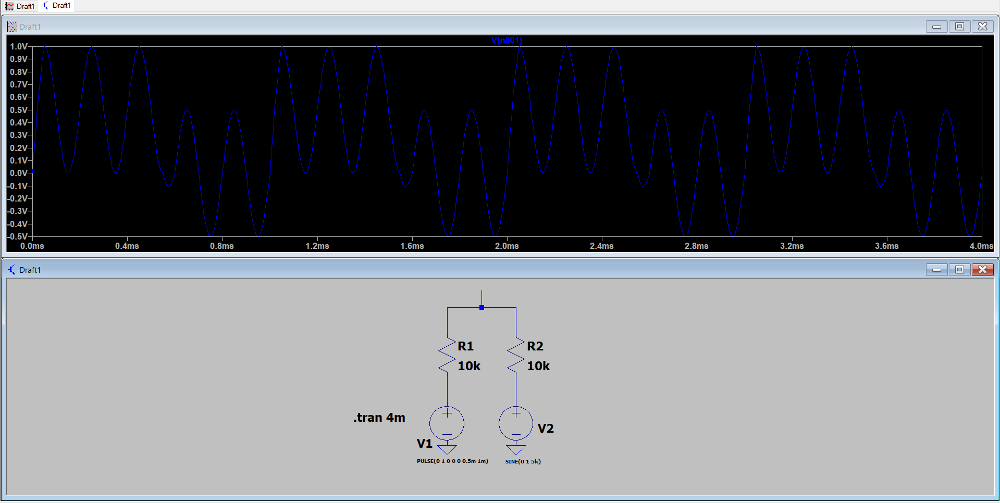 Draft1 Draft1
Draft1
V(n001)
1.0V
0.9V
0.8V
0.7V
0.6V
0.5V
0.4V
0.3V
0.2V
0.1V
0.0V
-0.1V
-0.2V
-0.3V
-0.4V
-0.5V
0.0ms 0.4ms 0.8ms 1.2ms 1.6ms 2.0ms 2.4ms 2.8ms 3.2ms 3.6ms 4.0ms
Draft1
R1 R2
10k 10k
.tran 4m
V2
V1
PULSE(0 1 0 0 0 0.5m 1m) SINE(0 1 5k)